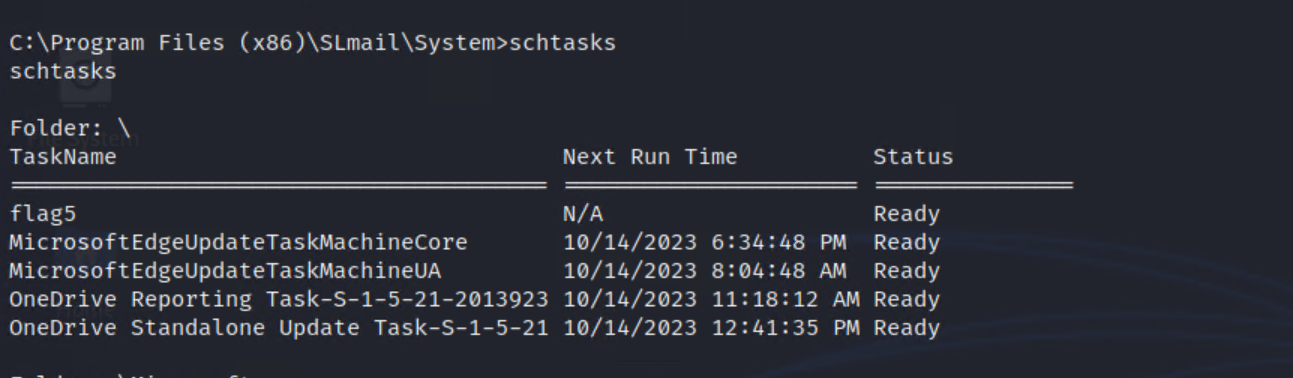 C:\Program Files (x86)\SLmail\System>schtasks
schtasks
Folder: \
TaskName Next Run Time Status
======================================== ====================== ===============
flag5 N/A Ready
MicrosoftEdgeUpdateTaskMachineCore 10/14/2023 6:34:48 PM Ready
MicrosoftEdgeUpdateTaskMachineUA 10/14/2023 8:04:48 AM Ready
OneDrive Reporting Task-S-1-5-21-2013923 10/14/2023 11:18:12 AM Ready
OneDrive Standalone Update Task-S-1-5-21 10/14/2023 12:41:35 PM Ready